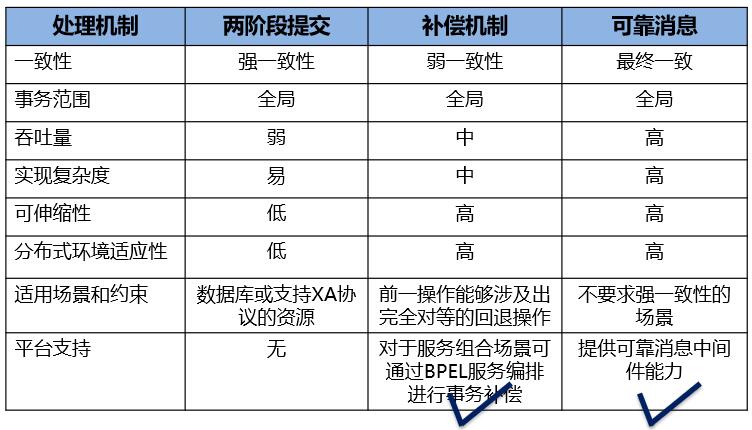 处理机制 两阶段提交 补偿机制 可靠消息
一致性 强一致性 弱一致性 最终一致
事务范围 全局 全局 全局
吞吐量 弱 中 高
实现复杂度 易 中 高
可伸缩性 低 高 高
分布式环境适应性 低 高 高
适用场景和约束 数据库或支持XA协 前一操作能够涉及出 不要求强一致性的
议的资源 完全对等的回退操作 场景
平台支持 无 对于服务组合场景可 提供可靠消息中间
通过BPEL服务编排 件能力
进行事务补偿